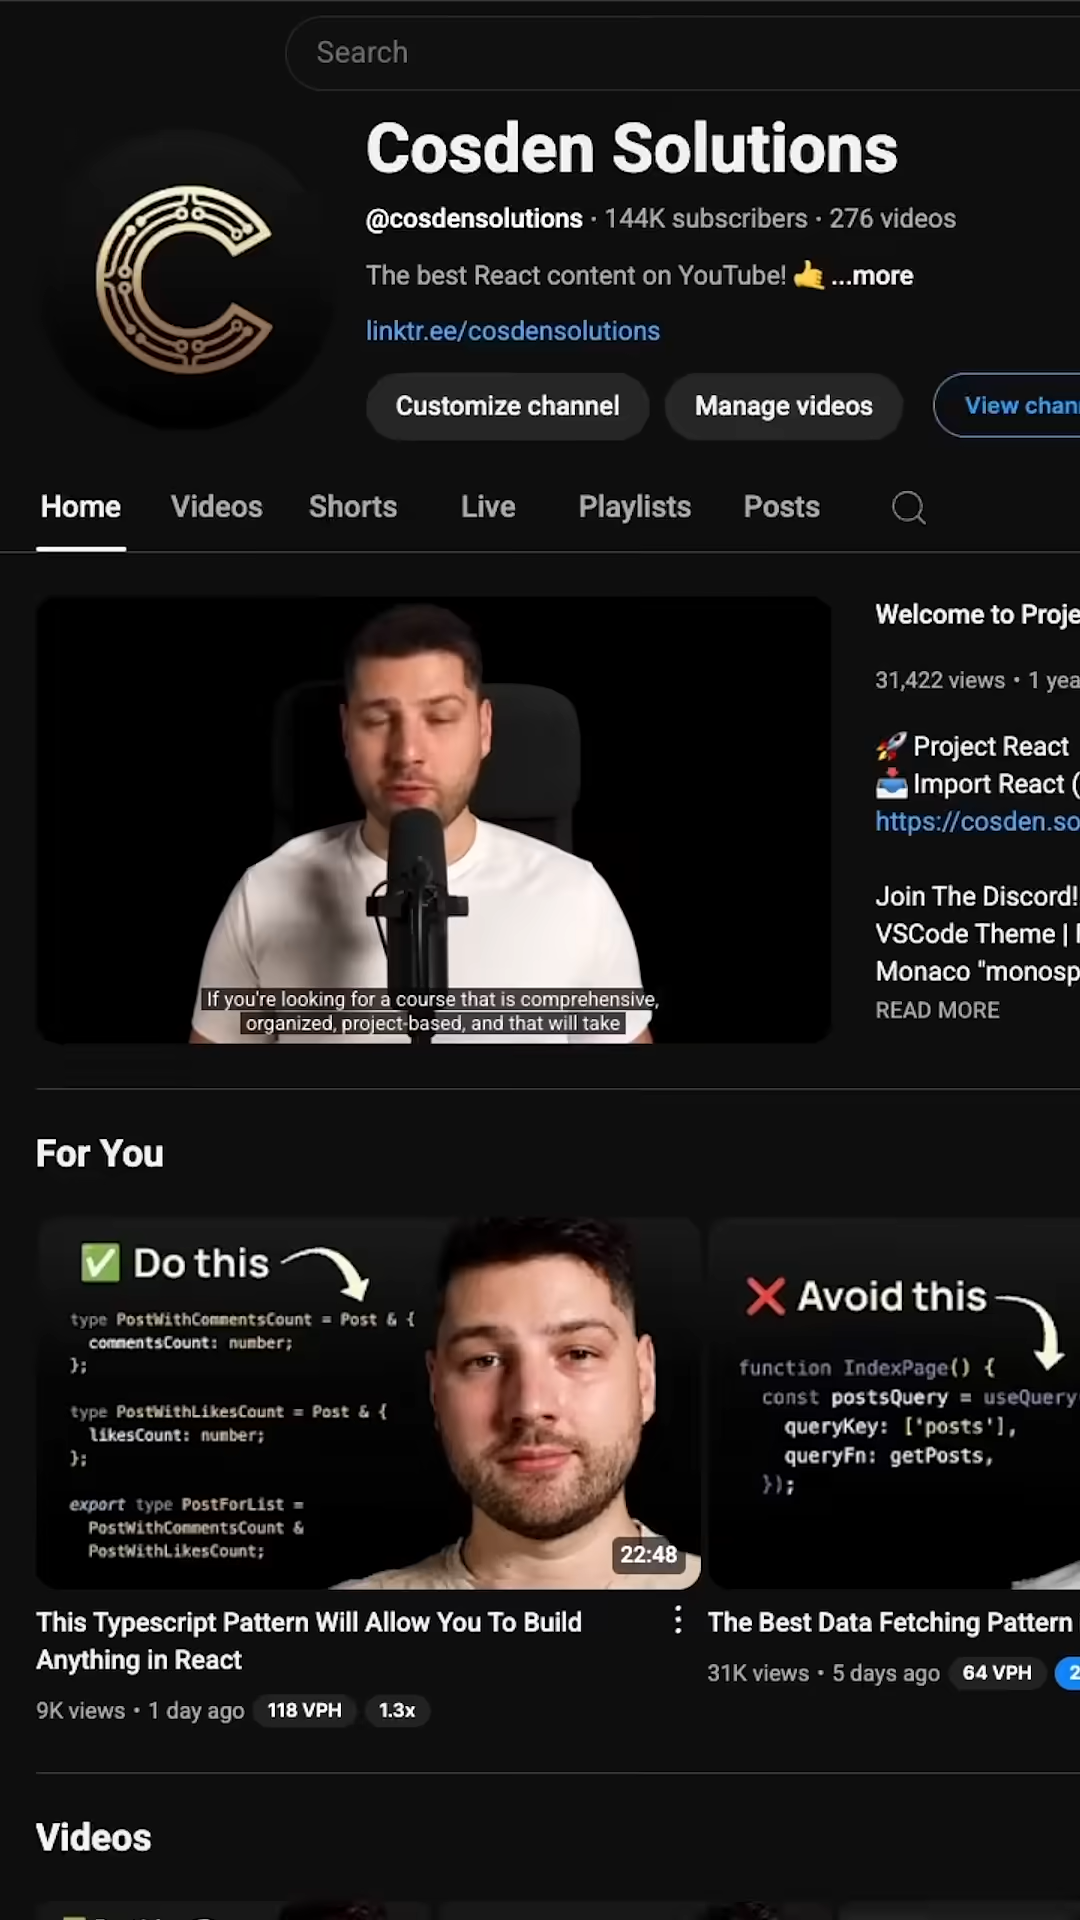 Search
Cosden Solutions
@cosdensolutions · 144K subscribers · 276 videos
The best React content on YouTube! 🤙 ...more
linktr.ee/cosdensolutions
Customize channel
Manage videos
View chan
Home
Videos
Shorts
Live
Playlists
Posts
If you're looking for a course that is comprehensive,
organized, project-based, and that will take
Welcome to Proje
31,422 views • 1 yea
🚀 Project React
📥 Import React (
https://cosden.so
Join The Discord!
VSCode Theme |
Monaco "monosp
READ MORE
For You
✅ Do this
type PostWithCommentsCount = Post & {
commentsCount: number;
};
type PostWithLikesCount = Post & {
likesCount: number;
};
export type PostForList =
PostWithCommentsCount &
PostWithLikesCount;
22:48
This Typescript Pattern Will Allow You To Build
Anything in React
9K views • 1 day ago 118 VPH 1.3x
❌ Avoid this
function IndexPage() {
const postsQuery = useQuery
queryKey: ['posts'],
queryFn: getPosts,
});
The Best Data Fetching Pattern
31K views • 5 days ago 64 VPH 2
Videos